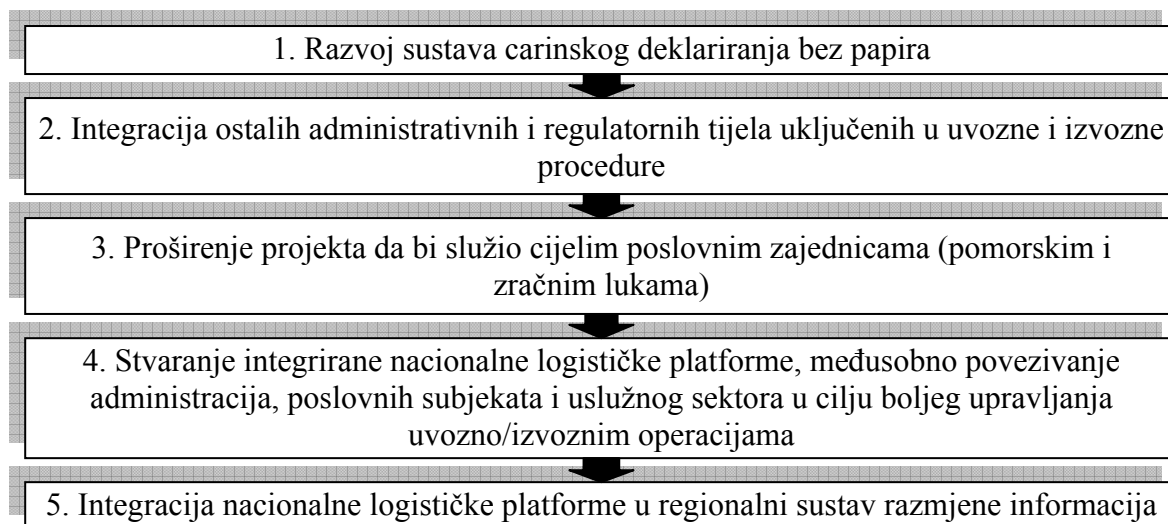 1. Razvoj sustava carinskog deklariranja bez papira
2. Integracija ostalih administrativnih i regulatornih tijela uključenih u uvozne i izvozne
procedure
3. Proširenje projekta da bi služio cijelim poslovnim zajednicama (pomorskim i
zračnim lukama)
4. Stvaranje integrirane nacionalne logističke platforme, međusobno povezivanje
administracija, poslovnih subjekata i uslužnog sektora u cilju boljeg upravljanja
uvozno/izvoznim operacijama
5. Integracija nacionalne logističke platforme u regionalni sustav razmjene informacija